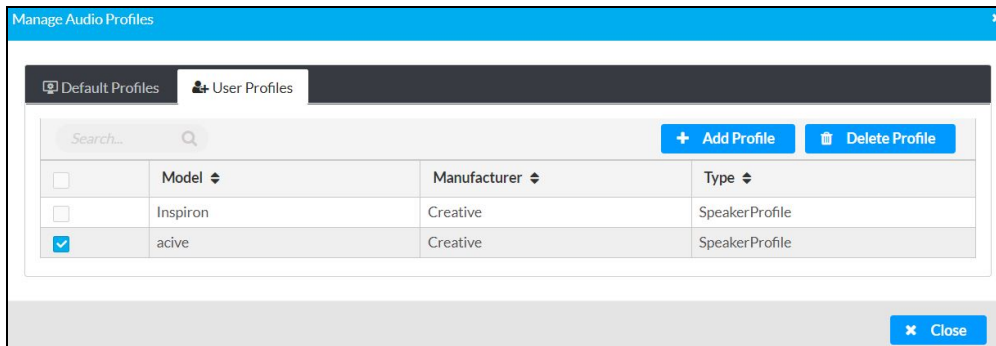 Manage Audio Profiles
Default Profiles User Profiles
Search... Add Profile Delete Profile
Model Manufacturer Type
Inspiron Creative SpeakerProfile
acive Creative SpeakerProfile
Close